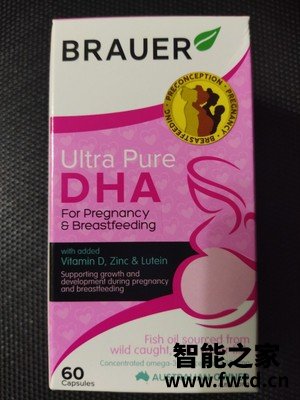 BRAUER
PRECONCEPTION • PREGNANCY • BREASTFEEDING •
Ultra Pure
DHA
For Pregnancy
& Breastfeeding
with added
Vitamin D, Zinc & Lutein
Supporting growth and
development during pregnancy
and breastfeeding
Fish oil sourced from
wild caught
Concentrated omega-3
60
Capsules
智能之家
www.fwtd.cn